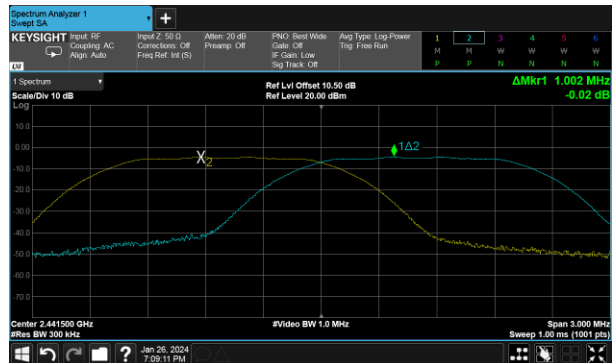 Spectrum Analyzer 1
Swept SA
+
KEYSIGHT Input: RF Input Z: 50 Ω Atten: 20 dB PNO: Best Wide Avg Type: Log-Power 1 2 3 4 5 6
Coupling: AC Corrections: Off Preamp: Off Gate: Off Trig: Free Run M M W W W W
Align: Auto Freq Ref: Int (S) IF Gain: Low P P N N N N
LXI Sig Track: Off
1 Spectrum Ref Lvl Offset 10.50 dB ΔMkr1 1.002 MHz
Scale/Div 10 dB Ref Level 20.00 dBm -0.02 dB
Log
10.0
0.00
1Δ2
X2
-10.0
-20.0
-30.0
-40.0
-50.0
-60.0
-70.0
Center 2.441500 GHz #Video BW 1.0 MHz Span 3.000 MHz
#Res BW 300 kHz Sweep 1.00 ms (1001 pts)
? Jan 26, 2024
7:09:11 PM